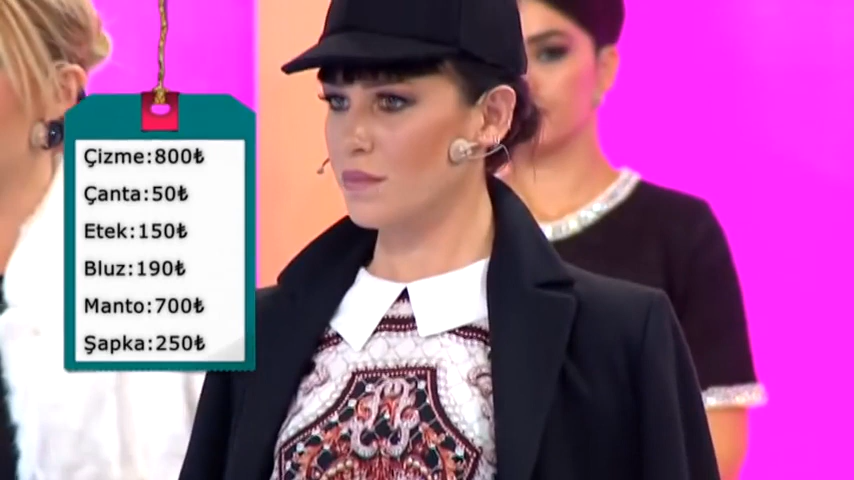 Çizme:800₺
Çanta:50₺
Etek:150₺
Bluz:190₺
Manto:700₺
Şapka:250₺